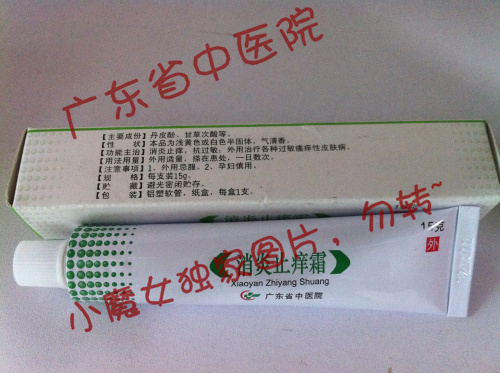 广东省中医院
【主要成份】丹皮酚、甘草次酸等。
【性 状】本品为浅黄色或白色半固体，气清香。
【功能主治】消炎止痒，抗过敏；外用治疗各种过敏瘙痒性皮肤病。
【用法用量】外用适量，搽在患处，一日数次。
【注意事项】1. 外用忌服；2. 孕妇慎用。
【规 格】每支装15g。
【贮 藏】避光密闭贮存。
【包 装】铝塑软管，纸盒，每盒1支。
15克
外
消炎止痒霜
Xiaoyan Zhiyang Shuang
广东省中医院
小魔女独家图片，勿转~